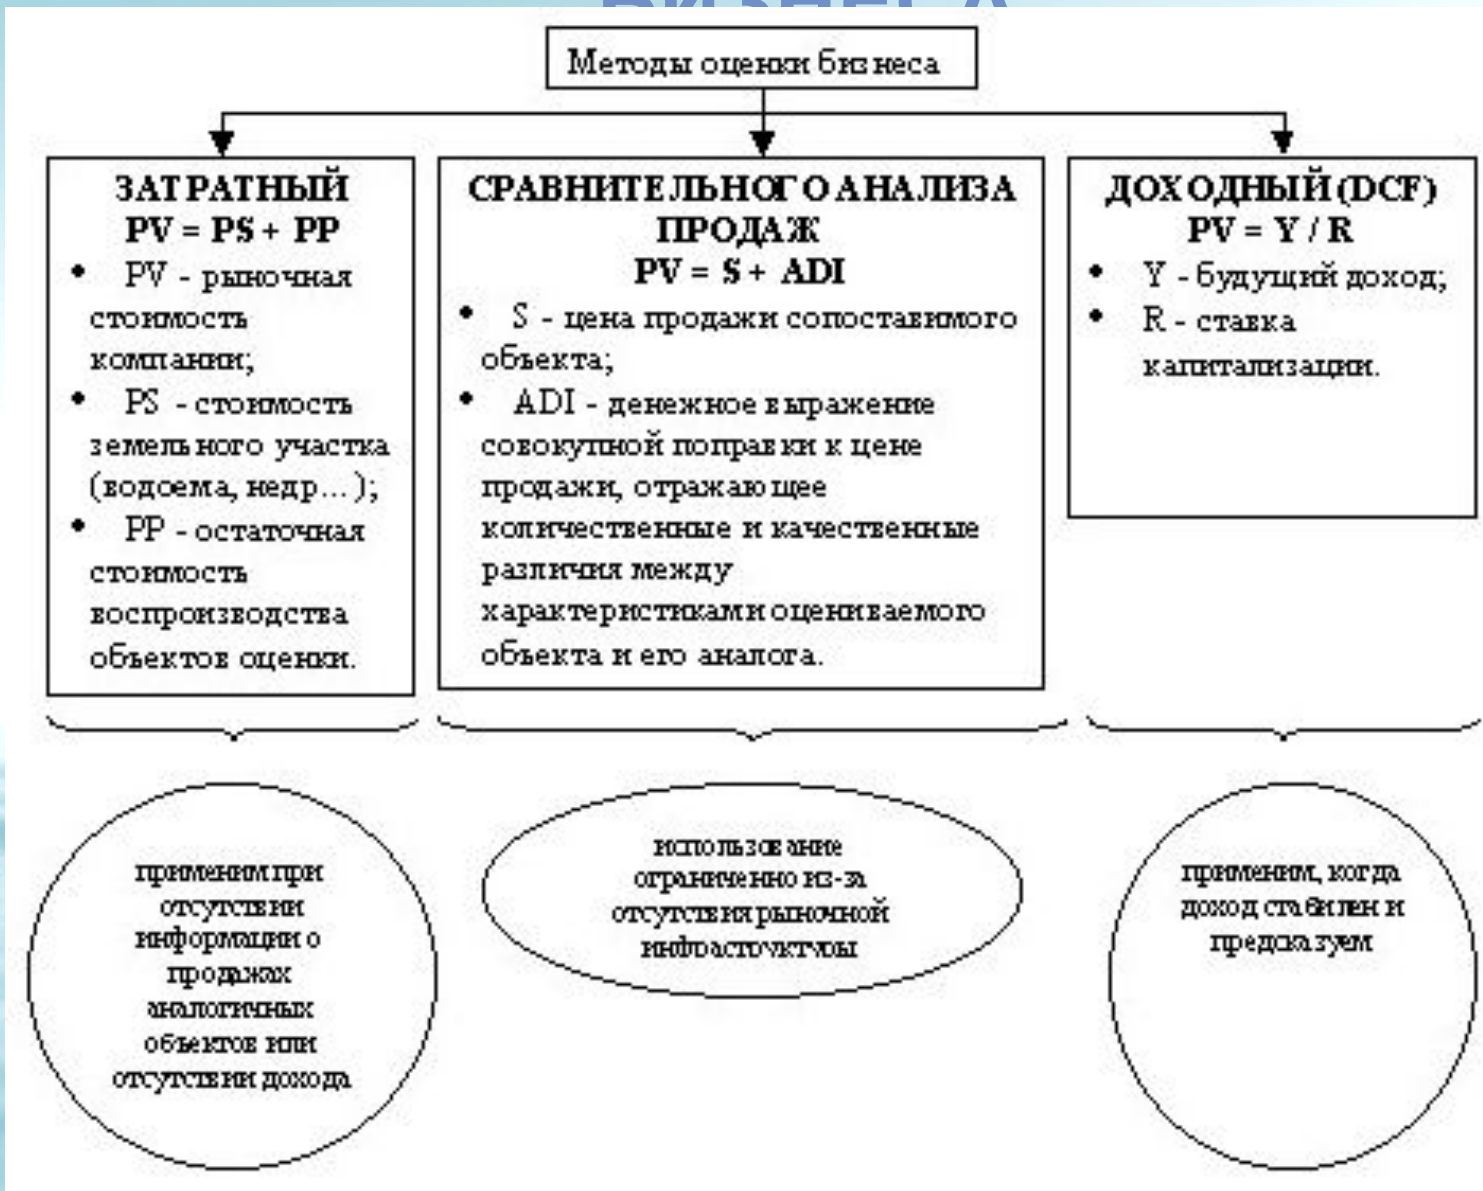 Методы оценки бизнеса
ЗАТРАТНЫЙ
PV = PS + PP
• PV - рыночная
стоимость
компании;
• PS - стоимость
земельного участка
(водоема, недр...);
• PP - остаточная
стоимость
воспроизводства
объектов оценки.
СРАВНИТЕЛЬНОГО АНАЛИЗА
ПРОДАЖ
PV = S + ADI
• S - цена продажи сопоставимого
объекта;
• ADI - денежное выражение
совокупной поправки к цене
продажи, отражающее
количественные и качественные
различия между
характеристиками оцениваемого
объекта и его аналога.
ДОХОДНЫЙ (DCF)
PV = Y / R
• Y - будущий доход;
• R - ставка
капитализации.
применим при
отсутствии
информации о
продажах
аналогичных
объектов или
отсутствии дохода
использование
ограниченно из-за
отсутствия рыночной
инфраструктуры
применим, когда
доход стабилен и
предсказуем